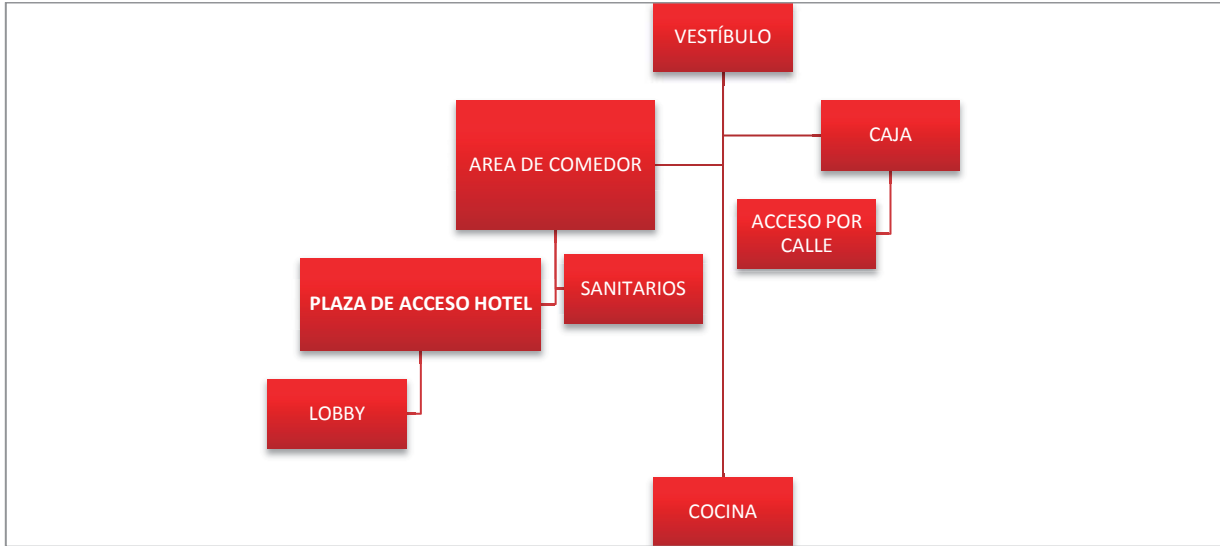 VESTÍBULO
AREA DE COMEDOR
CAJA
ACCESO POR
CALLE
SANITARIOS
PLAZA DE ACCESO HOTEL
LOBBY
COCINA